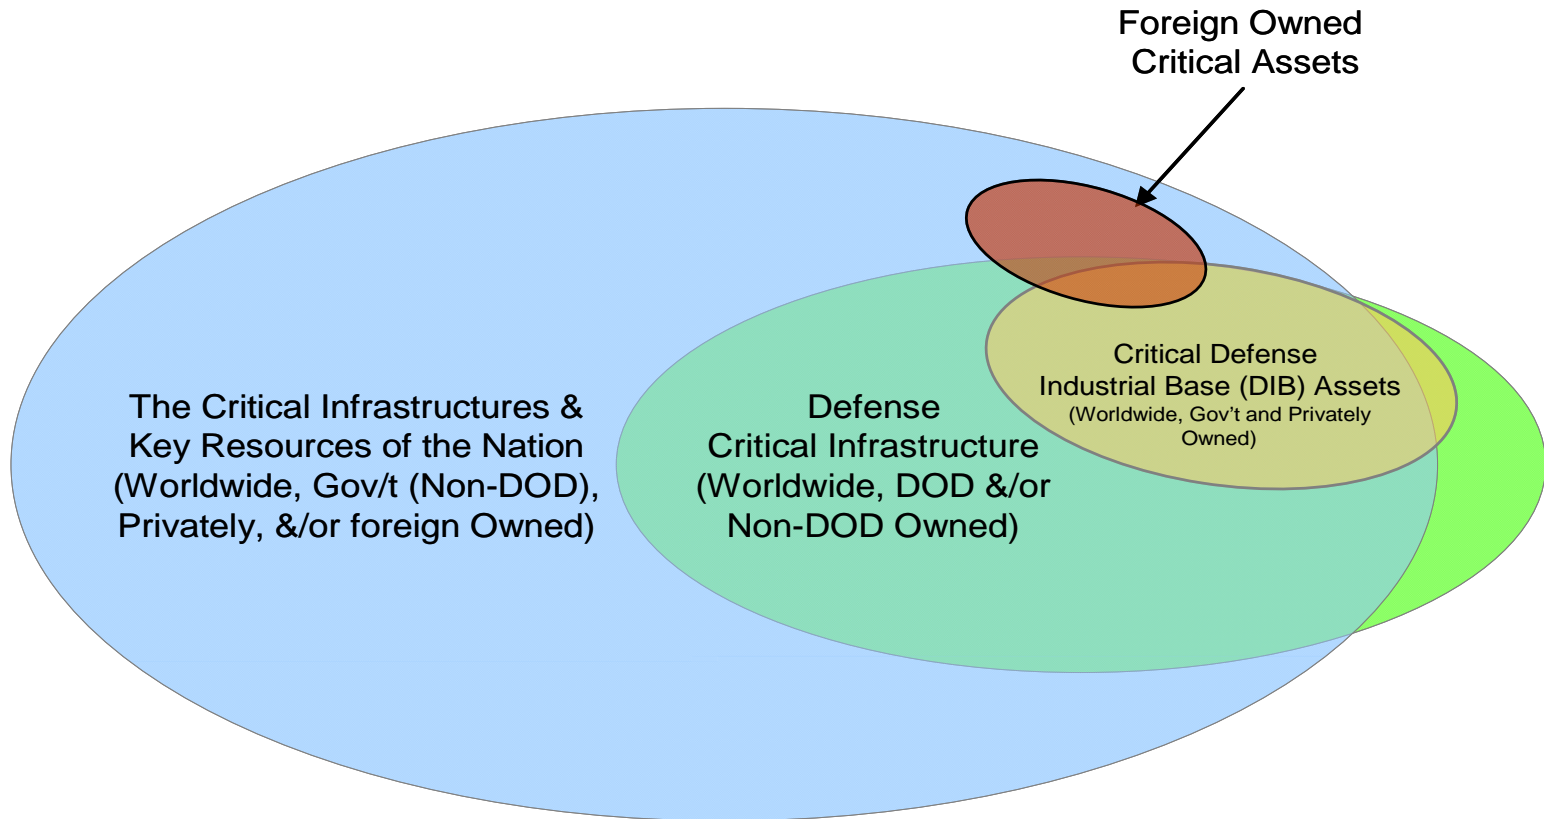 Foreign Owned
Critical Assets
The Critical Infrastructures &
Key Resources of the Nation
(Worldwide, Gov/t (Non-DOD),
Privately, &/or foreign Owned)
Defense
Critical Infrastructure
(Worldwide, DOD &/or
Non-DOD Owned)
Critical Defense
Industrial Base (DIB) Assets
(Worldwide, Gov't and Privately
Owned)